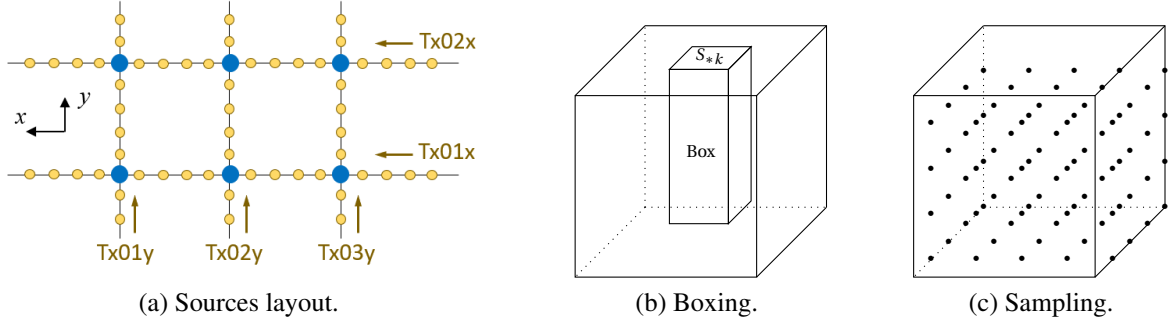 Tx02x
y
x
Tx01x
Tx01y Tx02y Tx03y
(a) Sources layout.
S*k
Box
(b) Boxing.
(c) Sampling.